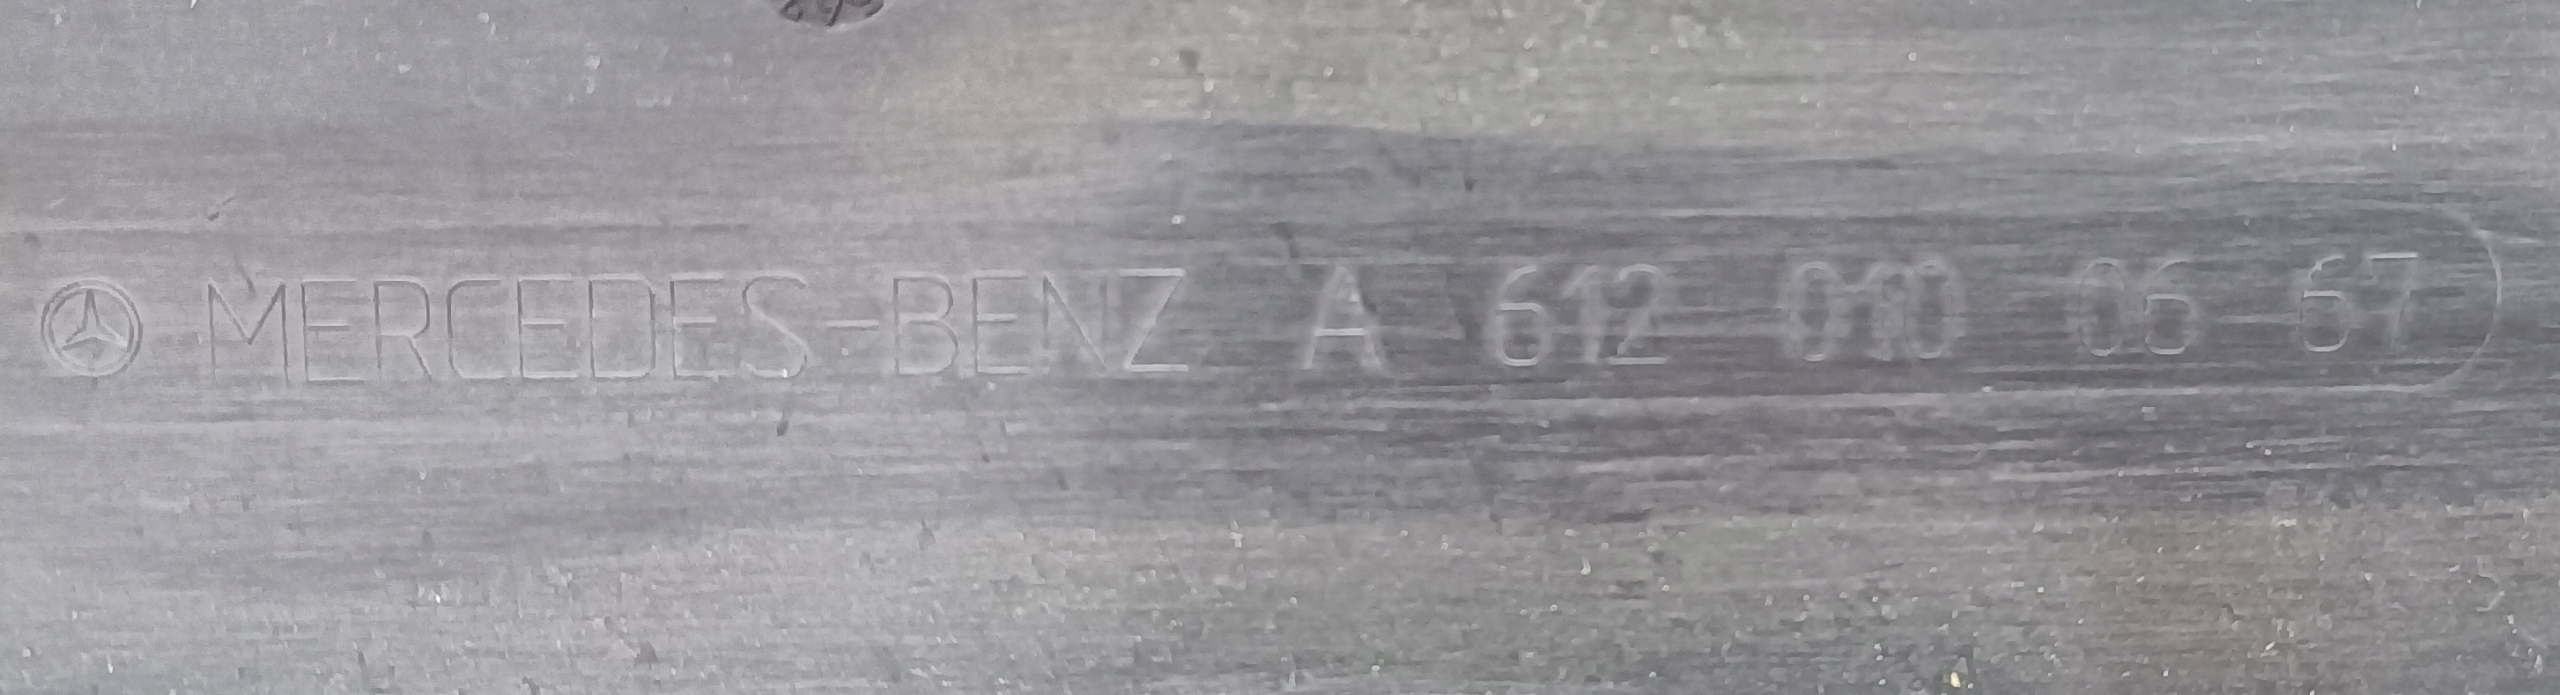 MERCEDES-BENZ A 612 010 06 67